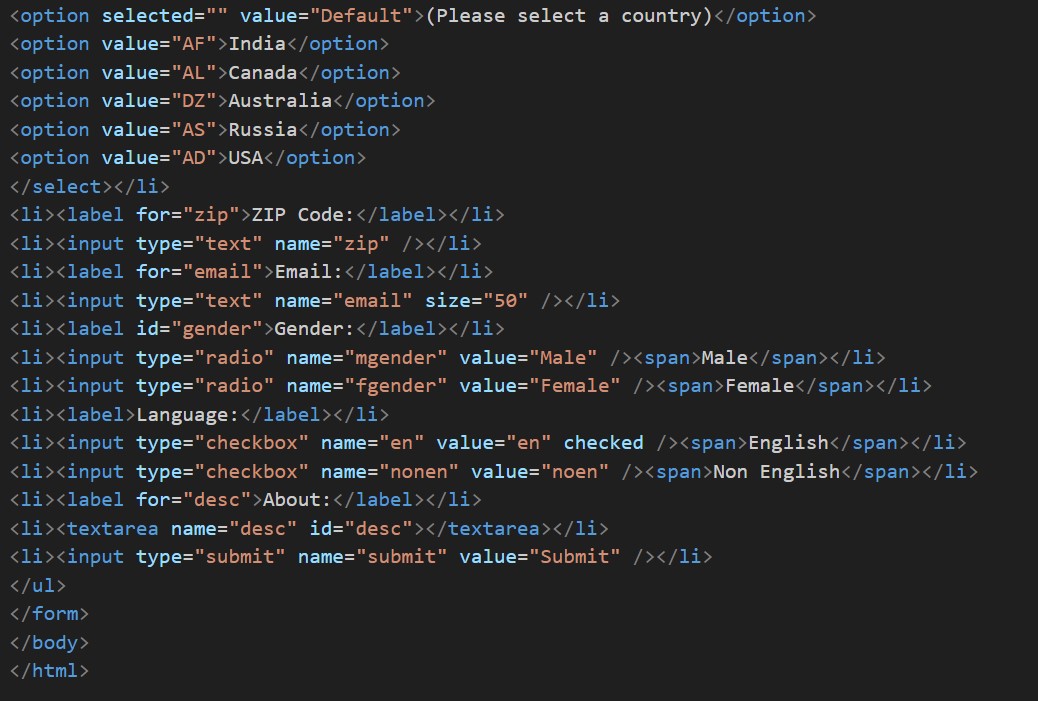 <option selected="" value="Default">(Please select a country)</option>
<option value="AF">India</option>
<option value="AL">Canada</option>
<option value="DZ">Australia</option>
<option value="AS">Russia</option>
<option value="AD">USA</option>
</select></li>
<li><label for="zip">ZIP Code:</label></li>
<li><input type="text" name="zip" /></li>
<li><label for="email">Email:</label></li>
<li><input type="text" name="email" size="50" /></li>
<li><label id="gender">Gender:</label></li>
<li><input type="radio" name="mgender" value="Male" /><span>Male</span></li>
<li><input type="radio" name="fgender" value="Female" /><span>Female</span></li>
<li><label>Language:</label></li>
<li><input type="checkbox" name="en" value="en" checked /><span>English</span></li>
<li><input type="checkbox" name="nonen" value="noen" /><span>Non English</span></li>
<li><label for="desc">About:</label></li>
<li><textarea name="desc" id="desc"></textarea></li>
<li><input type="submit" name="submit" value="Submit" /></li>
</ul>
</form>
</body>
</html>